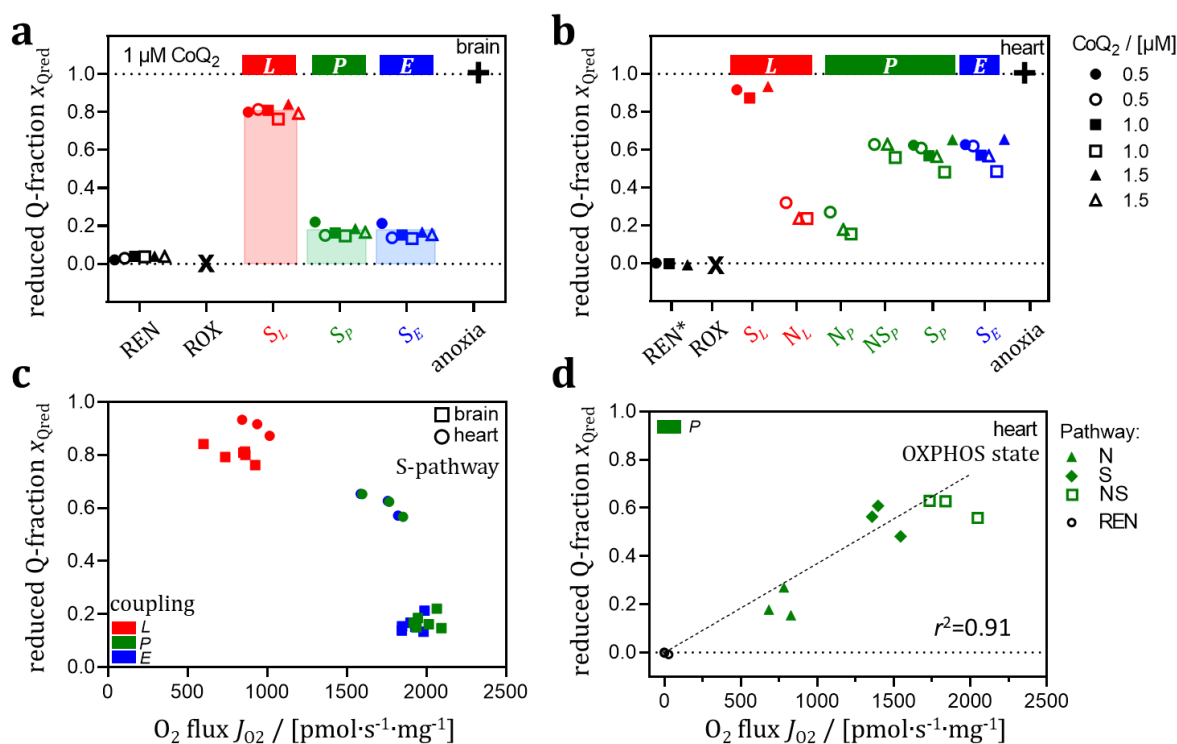 a
1 µM CoQ2
brain
L P E
reduced Q-fraction xQred
1.0
0.8
0.6
0.4
0.2
0.0
REN ROX SL SP SE anoxia
b
heart
L P E
reduced Q-fraction xQred
1.0
0.8
0.6
0.4
0.2
0.0
REN* ROX SL NL NP NSP SP SE anoxia
CoQ2 / [µM]
0.5
0.5
1.0
1.0
1.5
1.5
c
brain
heart
S-pathway
coupling
L
P
E
reduced Q-fraction xQred
1.0
0.8
0.6
0.4
0.2
0.0
0 500 1000 1500 2000 2500
O2 flux JO2 / [pmol·s-1·mg-1]
d
P
heart
OXPHOS state
r2=0.91
reduced Q-fraction xQred
1.0
0.8
0.6
0.4
0.2
0.0
0 500 1000 1500 2000 2500
O2 flux JO2 / [pmol·s-1·mg-1]
Pathway:
N
S
NS
REN